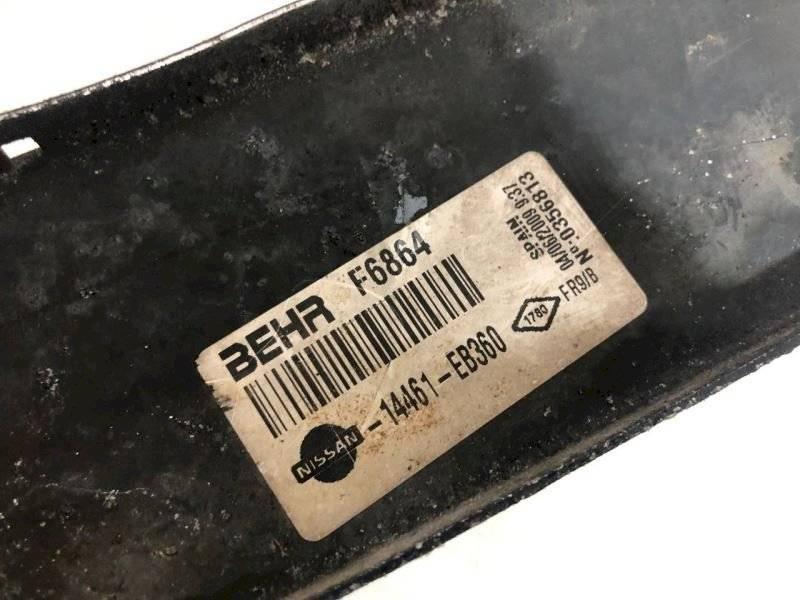 BEHR F6864
NISSAN -14461-EB360
SPAIN
04/06/2009 9:37
Nº-0356813
1780
FR9/B